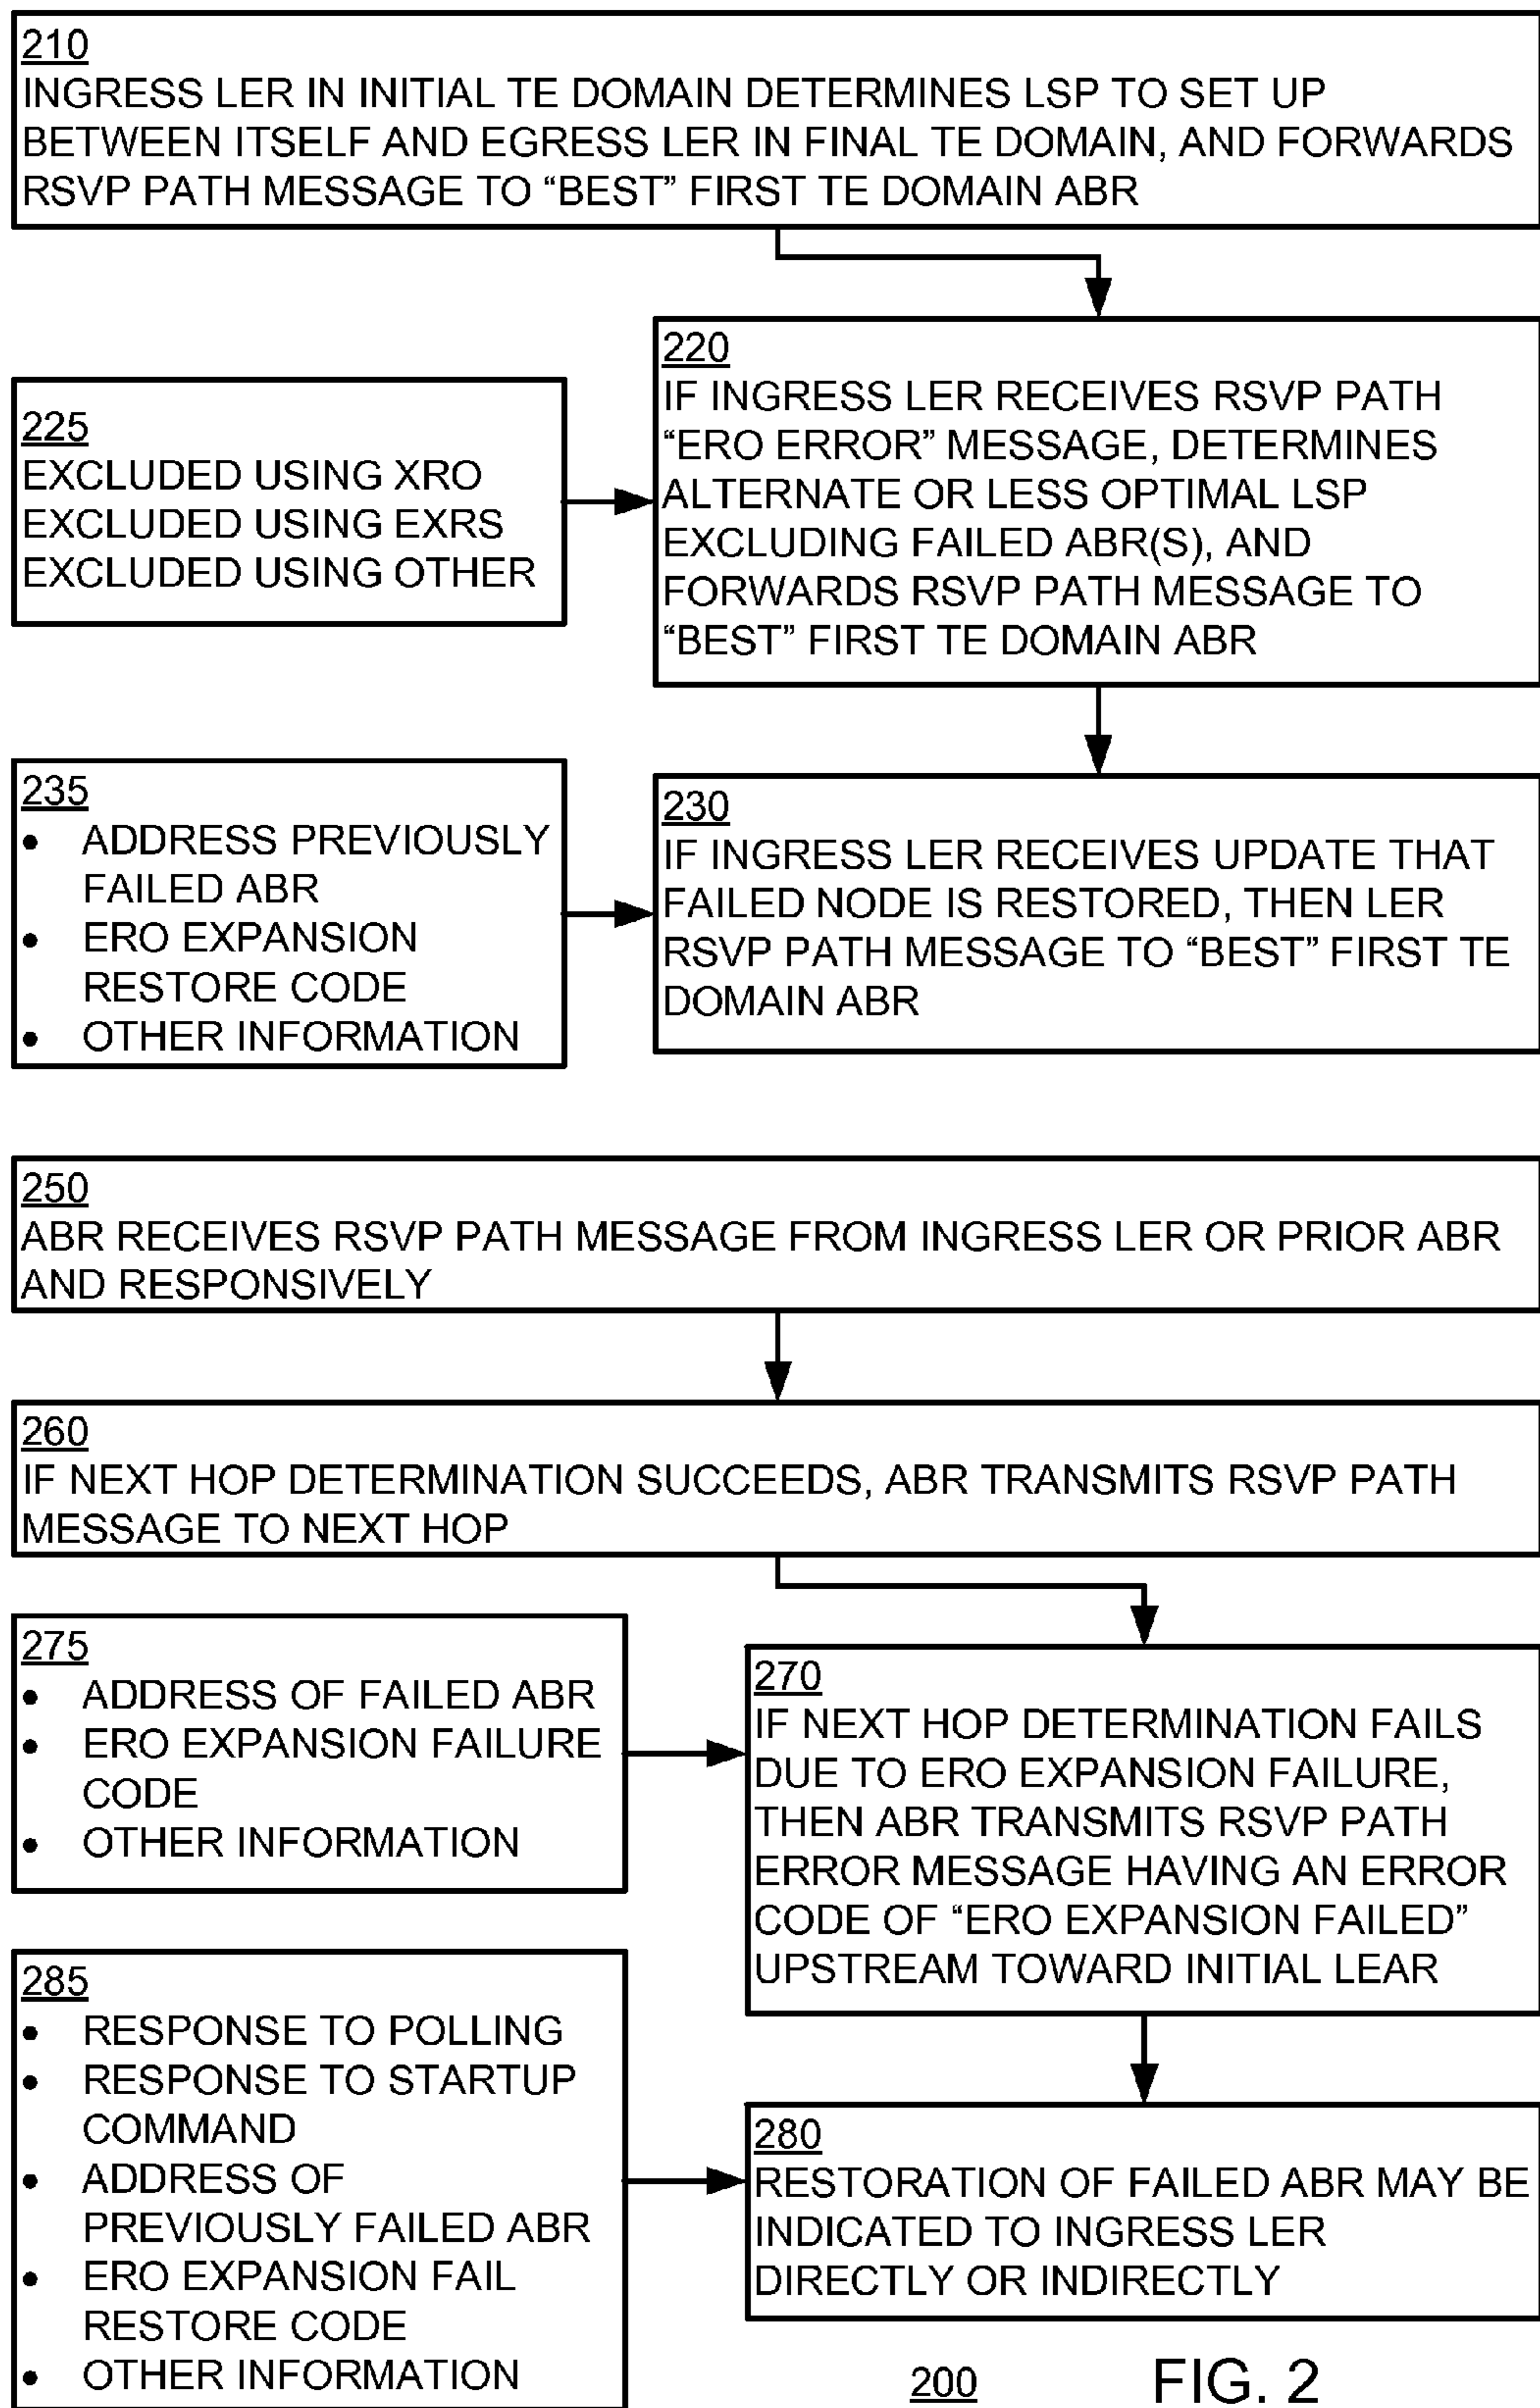 210
INGRESS LER IN INITIAL TE DOMAIN DETERMINES LSP TO SET UP
BETWEEN ITSELF AND EGRESS LER IN FINAL TE DOMAIN, AND FORWARDS
RSVP PATH MESSAGE TO “BEST” FIRST TE DOMAIN ABR
220
IF INGRESS LER RECEIVES RSVP PATH
“ERO ERROR” MESSAGE, DETERMINES
ALTERNATE OR LESS OPTIMAL LSP
EXCLUDING FAILED ABR(S), AND
FORWARDS RSVP PATH MESSAGE TO
“BEST” FIRST TE DOMAIN ABR
225
EXCLUDED USING XRO
EXCLUDED USING EXRS
EXCLUDED USING OTHER
235
• ADDRESS PREVIOUSLY
FAILED ABR
• ERO EXPANSION
RESTORE CODE
• OTHER INFORMATION
230
IF INGRESS LER RECEIVES UPDATE THAT
FAILED NODE IS RESTORED, THEN LER
RSVP PATH MESSAGE TO “BEST” FIRST TE
DOMAIN ABR
250
ABR RECEIVES RSVP PATH MESSAGE FROM INGRESS LER OR PRIOR ABR
AND RESPONSIVELY
260
IF NEXT HOP DETERMINATION SUCCEEDS, ABR TRANSMITS RSVP PATH
MESSAGE TO NEXT HOP
275
• ADDRESS OF FAILED ABR
• ERO EXPANSION FAILURE
CODE
• OTHER INFORMATION
270
IF NEXT HOP DETERMINATION FAILS
DUE TO ERO EXPANSION FAILURE,
THEN ABR TRANSMITS RSVP PATH
ERROR MESSAGE HAVING AN ERROR
CODE OF “ERO EXPANSION FAILED”
UPSTREAM TOWARD INITIAL LEAR
285
• RESPONSE TO POLLING
• RESPONSE TO STARTUP
COMMAND
• ADDRESS OF
PREVIOUSLY FAILED ABR
• ERO EXPANSION FAIL
RESTORE CODE
• OTHER INFORMATION
280
RESTORATION OF FAILED ABR MAY BE
INDICATED TO INGRESS LER
DIRECTLY OR INDIRECTLY
200
FIG. 2